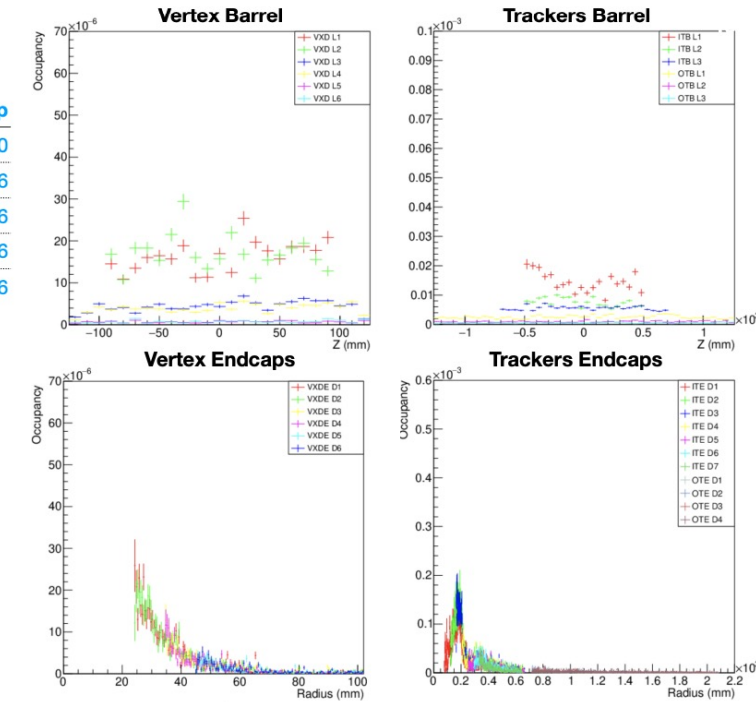 Vertex Barrel
×10⁻⁶
Occupancy
70
60
50
40
30
20
10
0
−100
−50
0
50
100
Z (mm)
VXD L1
VXD L2
VXD L3
VXD L4
VXD L5
VXD L6
Trackers Barrel
×10⁻³
Occupancy
0.1
0.09
0.08
0.07
0.06
0.05
0.04
0.03
0.02
0.01
0
−1
−0.5
0
0.5
1
Z (mm)
ITB L1
ITB L2
ITB L3
OTB L1
OTB L2
OTB L3
0
6
6
6
6
Vertex Endcaps
×10⁻⁶
Occupancy
70
60
50
40
30
20
10
0
0
20
40
60
80
100
Radius (mm)
VXDE D1
VXDE D2
VXDE D3
VXDE D4
VXDE D5
VXDE D6
Trackers Endcaps
×10⁻³
Occupancy
0.6
0.5
0.4
0.3
0.2
0.1
0
0
0.2
0.4
0.6
0.8
1
1.2
1.4
1.6
1.8
2
2.2
Radius (mm)
ITE D1
ITE D2
ITE D3
ITE D4
ITE D5
ITE D6
ITE D7
OTE D1
OTE D2
OTE D3
OTE D4